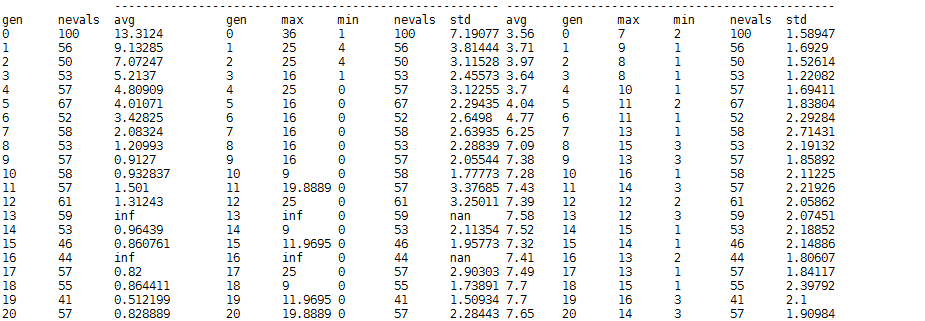 ------------------------------------------------------- -----------------------------------------------
gen nevals avg gen max min nevals std avg gen max min nevals std
0 100 13.3124 0 36 1 100 7.19077 3.56 0 7 2 100 1.58947
1 56 9.13285 1 25 4 56 3.81444 3.71 1 9 1 56 1.6929
2 50 7.07247 2 25 4 50 3.11528 3.97 2 8 1 50 1.52614
3 53 5.2137 3 16 1 53 2.45573 3.64 3 8 1 53 1.22082
4 57 4.80909 4 25 0 57 3.12255 3.7 4 10 1 57 1.69411
5 67 4.01071 5 16 0 67 2.29435 4.04 5 11 2 67 1.83804
6 52 3.42825 6 16 0 52 2.6498 4.77 6 11 1 52 2.29284
7 58 2.08324 7 16 0 58 2.63935 6.25 7 13 1 58 2.71431
8 53 1.20993 8 16 0 53 2.28839 7.09 8 15 3 53 2.19132
9 57 0.9127 9 16 0 57 2.05544 7.38 9 13 3 57 1.85892
10 58 0.932837 10 9 0 58 1.77773 7.28 10 16 1 58 2.11225
11 57 1.501 11 19.8889 0 57 3.37685 7.43 11 14 3 57 2.21926
12 61 1.31243 12 25 0 61 3.25011 7.39 12 12 2 61 2.05862
13 59 inf 13 inf 0 59 nan 7.58 13 12 3 59 2.07451
14 53 0.96439 14 9 0 53 2.11354 7.52 14 15 1 53 2.18852
15 46 0.860761 15 11.9695 0 46 1.95773 7.32 15 14 1 46 2.14886
16 44 inf 16 inf 0 44 nan 7.41 16 13 2 44 1.80607
17 57 0.82 17 25 0 57 2.90303 7.49 17 13 1 57 1.84117
18 55 0.864411 18 9 0 55 1.73891 7.7 18 15 1 55 2.39792
19 41 0.512199 19 11.9695 0 41 1.50934 7.7 19 16 3 41 2.1
20 57 0.828889 20 19.8889 0 57 2.28443 7.65 20 14 3 57 1.90984